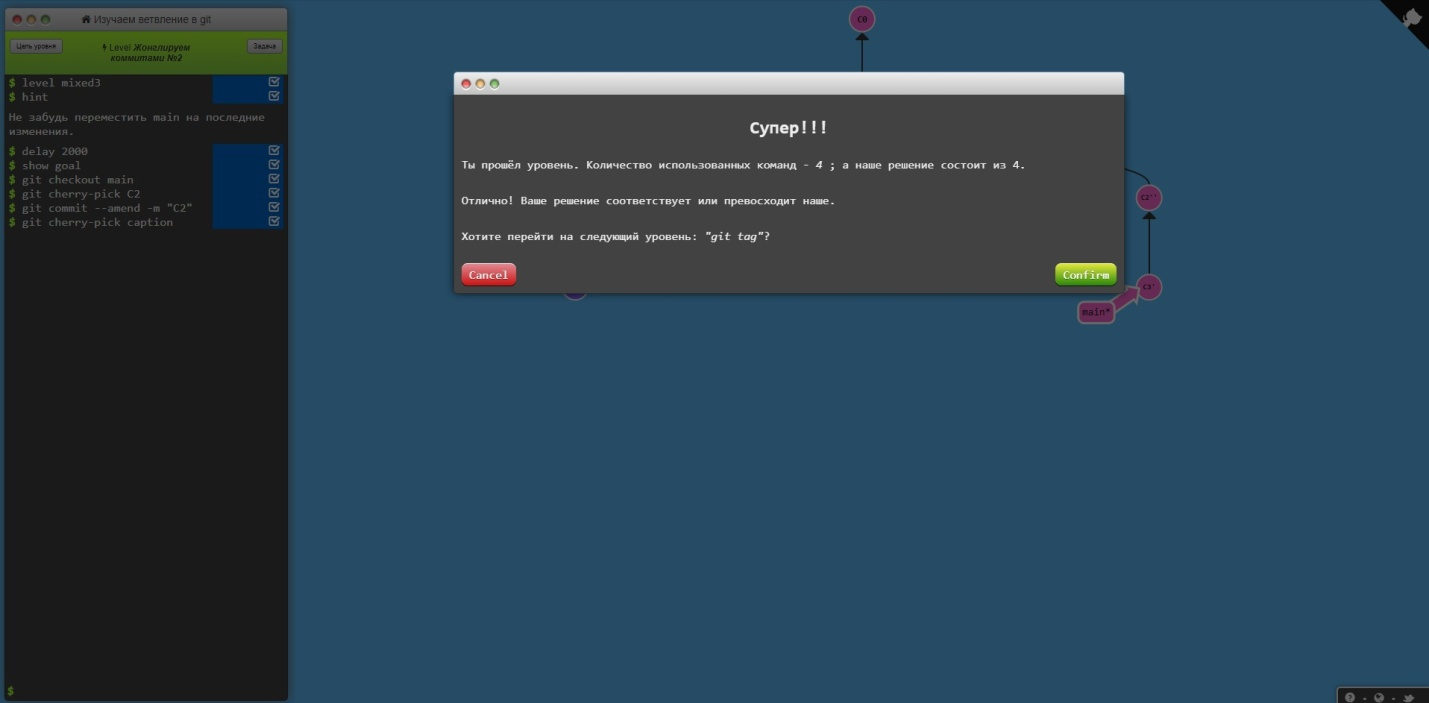 Изучаем ветвление в git
Цель уровня
Level Жонглируем
коммитами №2
Задача
$ level mixed3
$ hint
Не забудь переместить main на последние
изменения.
$ delay 2000
$ show goal
$ git checkout main
$ git cherry-pick C2
$ git commit --amend -m "C2"
$ git cherry-pick caption
$
C0
Супер!!!
Ты прошёл уровень. Количество использованных команд - 4 ; а наше решение состоит из 4.
Отлично! Ваше решение соответствует или превосходит наше.
Хотите перейти на следующий уровень: "git tag"?
Cancel
Confirm
C2''
C3'
main*